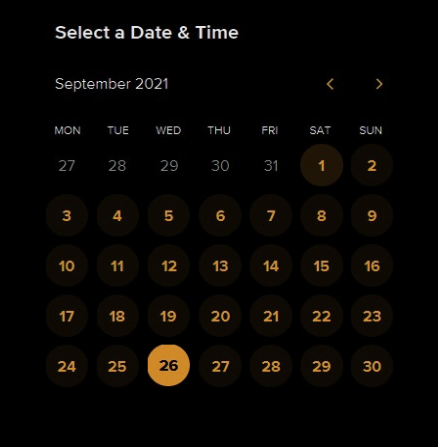 Select a Date & Time
September 2021
MON TUE WED THU FRI SAT SUN
27 28 29 30 31 1 2
3 4 5 6 7 8 9
10 11 12 13 14 15 16
17 18 19 20 21 22 23
24 25 26 27 28 29 30